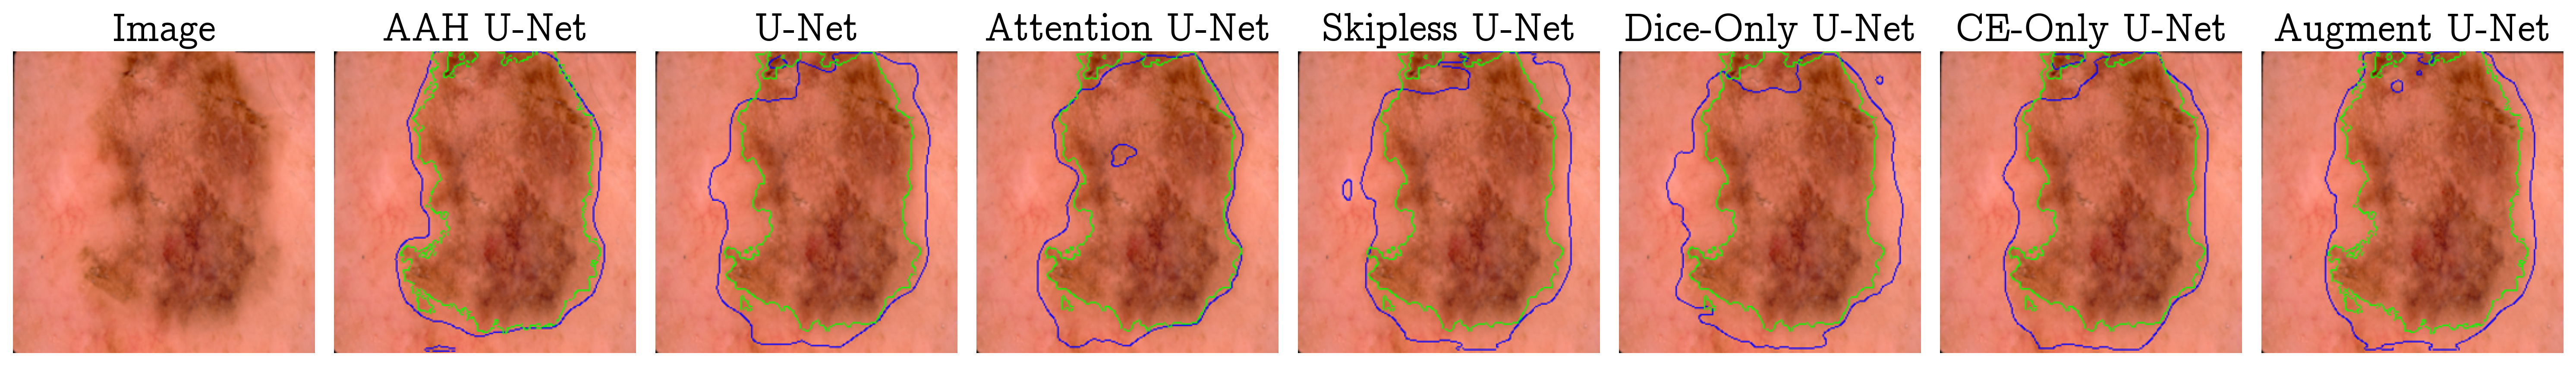 Image
AAH U-Net
U-Net
Attention U-Net
Skipless U-Net
Dice-Only U-Net
CE-Only U-Net
Augment U-Net